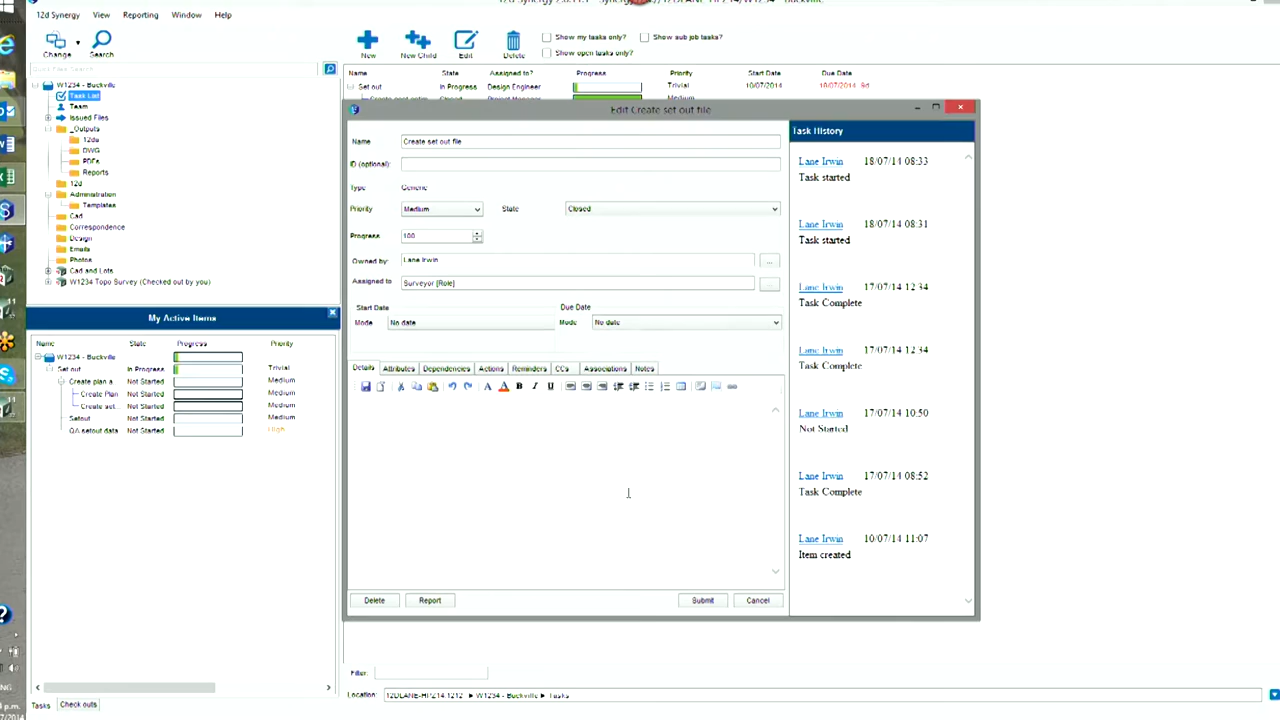 12d Synergy View Reporting Window Help
Change Search New New Child Edit Delete
Show my tasks only? Show sub job tasks?
Show open tasks only?
Name State Assigned to? Progress Priority Start Date Due Date
Set out In Progress Design Engineer Trivial 10/07/2014
Medium
W1234 - Buckville
Task List
Team
Issued Files
_Outputs
12da
DWG
PDFs
Reports
12d
Administration
Templates
Cad
Correspondence
Design
Emails
Photos
Cad and Lots
W1234 Topo Survey (Checked out by you)
My Active Items
Name State Progress Priority
W1234 - Buckville
Set out In Progress Trivial
Create plan a Not Started Medium
Create Plan Not Started Medium
Create set... Not Started Medium
Setout Not Started Medium
QA setout data Not Started High
Tasks Check outs
Edit Create set out file
Name Create set out file
ID (optional):
Type Generic
Priority Medium State Closed
Progress 100
Owned by: Lane Irwin ...
Assigned to Surveyor [Role] ...
Start Date Due Date
Mode No date Mode No date
Details Attributes Dependencies Actions Reminders CCs Associations Notes
Delete Report Submit Cancel
Task History
Lane Irwin 18/07/14 08:33
Task started
Lane Irwin 18/07/14 08:31
Task started
Lane Irwin 17/07/14 12:34
Task Complete
Lane Irwin 17/07/14 12:34
Task Complete
Lane Irwin 17/07/14 10:50
Not Started
Lane Irwin 17/07/14 08:52
Task Complete
Lane Irwin 10/07/14 11:07
Item created
Filter:
Location: 12DLANE-HPZ14:1212 ▸ W1234 - Buckville ▸ Tasks